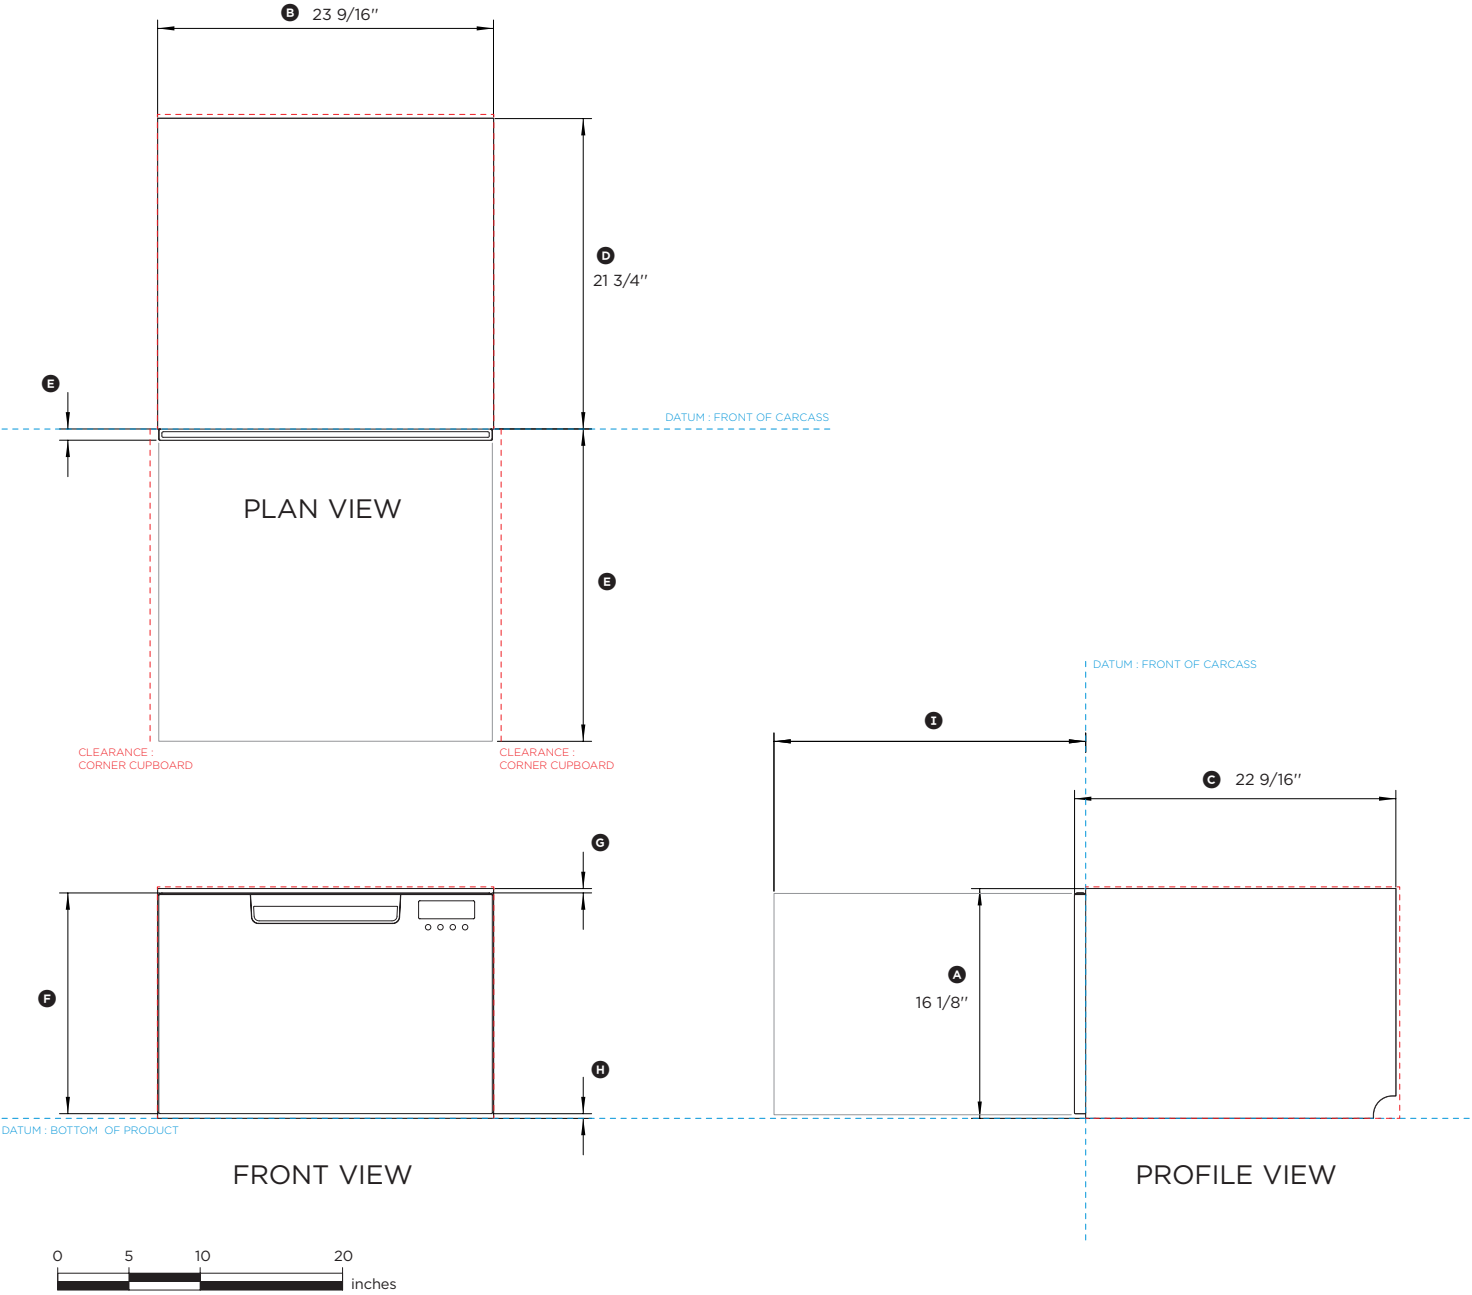 B 23 9/16''
D
21 3/4''
E
DATUM : FRONT OF CARCASS
PLAN VIEW
E
DATUM : FRONT OF CARCASS
I
CLEARANCE :
CORNER CUPBOARD
CLEARANCE :
CORNER CUPBOARD
C 22 9/16''
G
A
16 1/8''
F
H
DATUM : BOTTOM OF PRODUCT
FRONT VIEW
PROFILE VIEW
0 5 10 20
inches